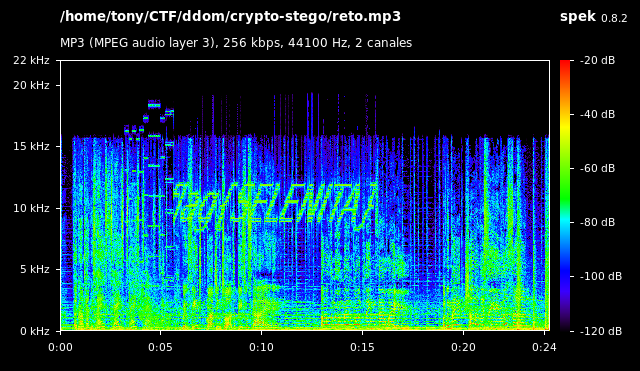 /home/tony/CTF/ddom/crypto-stego/reto.mp3
spek 0.8.2
MP3 (MPEG audio layer 3), 256 kbps, 44100 Hz, 2 canales
22 kHz
20 kHz
15 kHz
10 kHz
5 kHz
0 kHz
0:00
0:05
0:10
0:15
0:20
0:24
-20 dB
-40 dB
-60 dB
-80 dB
-100 dB
-120 dB